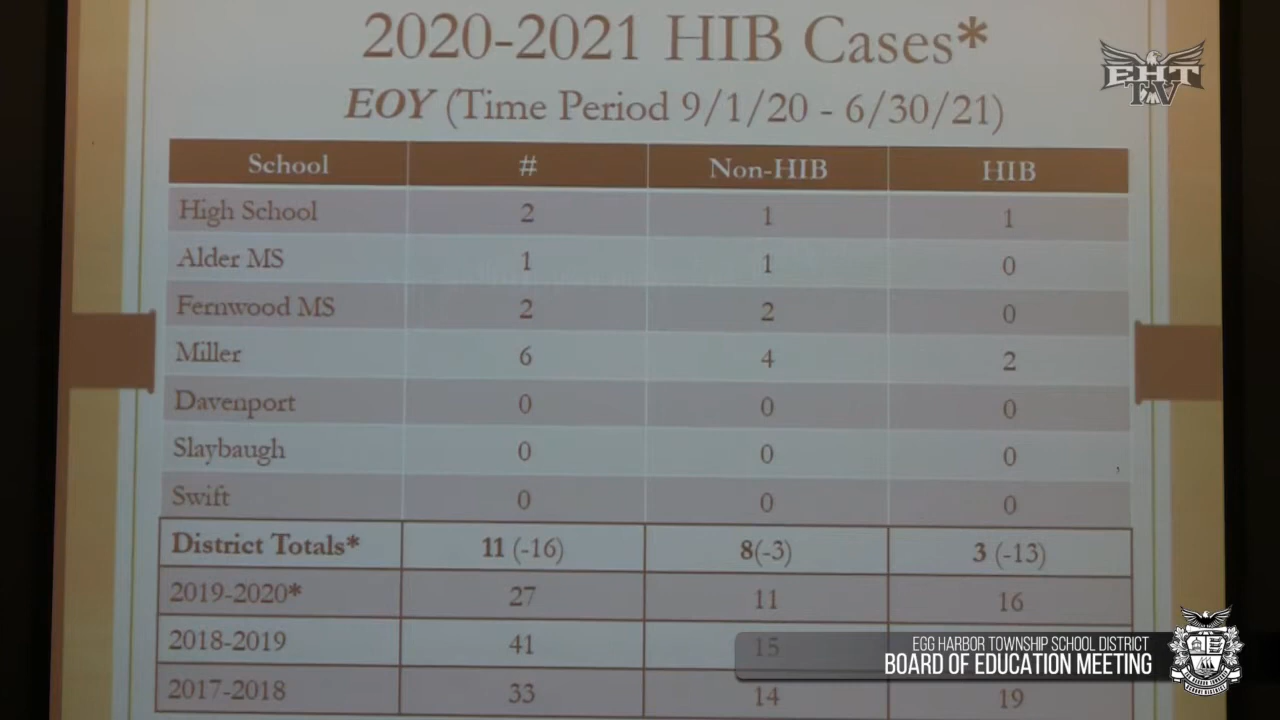 2020-2021 HIB Cases*
EHT
TV
EOY (Time Period 9/1/20 - 6/30/21)
School # Non-HIB HIB
High School 2 1 1
Alder MS 1 1 0
Fernwood MS 2 2 0
Miller 6 4 2
Davenport 0 0 0
Slaybaugh 0 0 0
Swift 0 0 0
District Totals* 11 (-16) 8(-3) 3 (-13)
2019-2020* 27 11 16
2018-2019 41 15
2017-2018 33 14 19
EGG HARBOR TOWNSHIP SCHOOL DISTRICT
BOARD OF EDUCATION MEETING